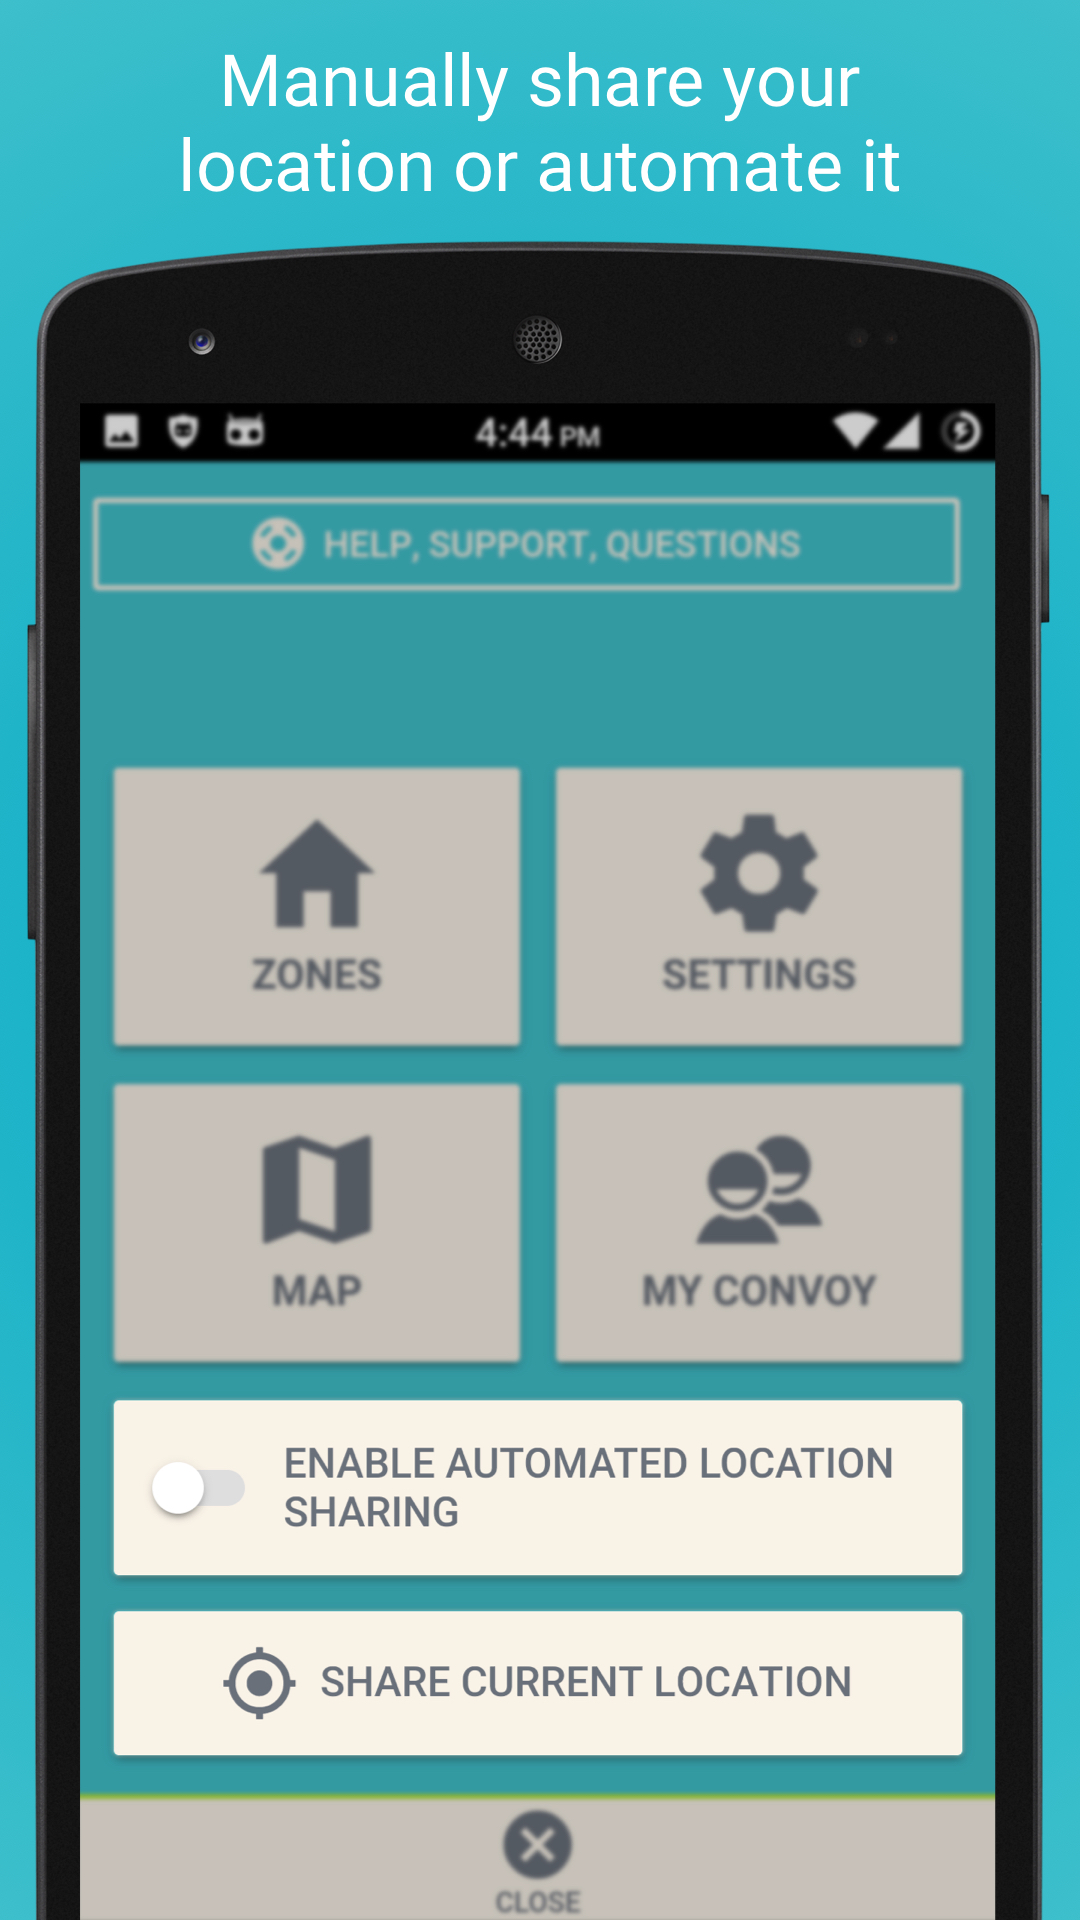 Manually share your
location or automate it
4:44 PM
HELP, SUPPORT, QUESTIONS
ZONES
SETTINGS
MAP
MY CONVOY
ENABLE AUTOMATED LOCATION
SHARING
SHARE CURRENT LOCATION
CLOSE